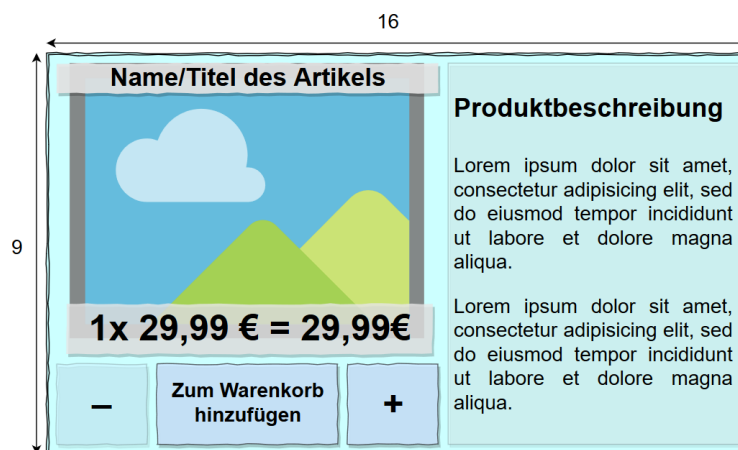 16
9
Name/Titel des Artikels
1x 29,99 € = 29,99€
–
Zum Warenkorb
hinzufügen
+
Produktbeschreibung
Lorem ipsum dolor sit amet,
consectetur adipisicing elit, sed
do eiusmod tempor incididunt
ut labore et dolore magna
aliqua.
Lorem ipsum dolor sit amet,
consectetur adipisicing elit, sed
do eiusmod tempor incididunt
ut labore et dolore magna
aliqua.